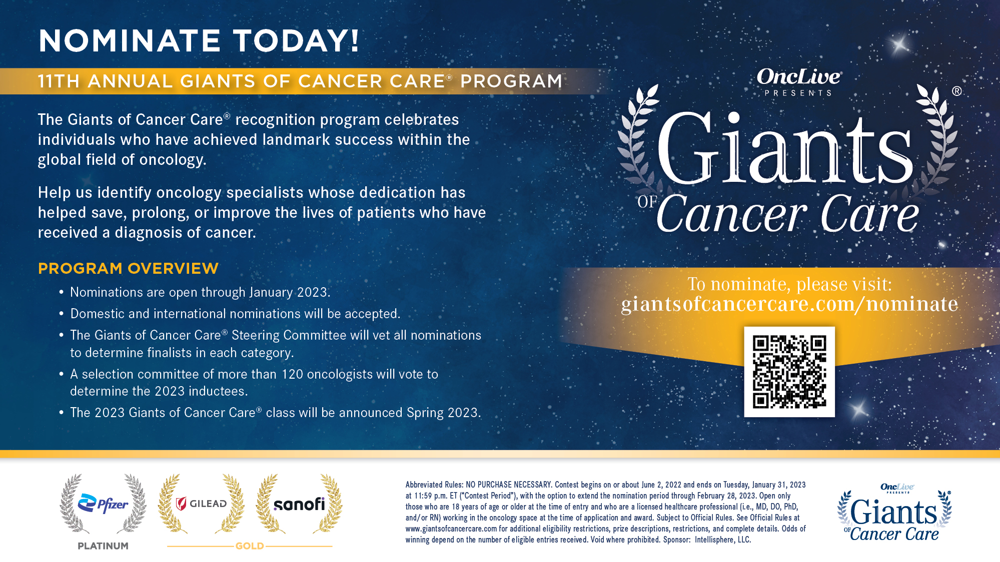 NOMINATE TODAY!
11TH ANNUAL GIANTS OF CANCER CARE® PROGRAM
The Giants of Cancer Care® recognition program celebrates
individuals who have achieved landmark success within the
global field of oncology.
Help us identify oncology specialists whose dedication has
helped save, prolong, or improve the lives of patients who have
received a diagnosis of cancer.
PROGRAM OVERVIEW
• Nominations are open through January 2023.
• Domestic and international nominations will be accepted.
• The Giants of Cancer Care® Steering Committee will vet all nominations
to determine finalists in each category.
• A selection committee of more than 120 oncologists will vote to
determine the 2023 inductees.
• The 2023 Giants of Cancer Care® class will be announced Spring 2023.
OncLive®
PRESENTS
Giants®
OF Cancer Care
To nominate, please visit:
giantsofcancercare.com/nominate
Pfizer
PLATINUM
GILEAD
sanofi
GOLD
Abbreviated Rules: NO PURCHASE NECESSARY. Contest begins on or about June 2, 2022 and ends on Tuesday, January 31, 2023
at 11:59 p.m. ET (“Contest Period”), with the option to extend the nomination period through February 28, 2023. Open only
those who are 18 years of age or older at the time of entry and who are a licensed healthcare professional (i.e., MD, DO, PhD,
and/or RN) working in the oncology space at the time of application and award. Subject to Official Rules. See Official Rules at
www.giantsofcancercare.com for additional eligibility restrictions, prize descriptions, restrictions, and complete details. Odds of
winning depend on the number of eligible entries received. Void where prohibited. Sponsor: Intellisphere, LLC.
OncLive®
PRESENTS
Giants®
OF Cancer Care